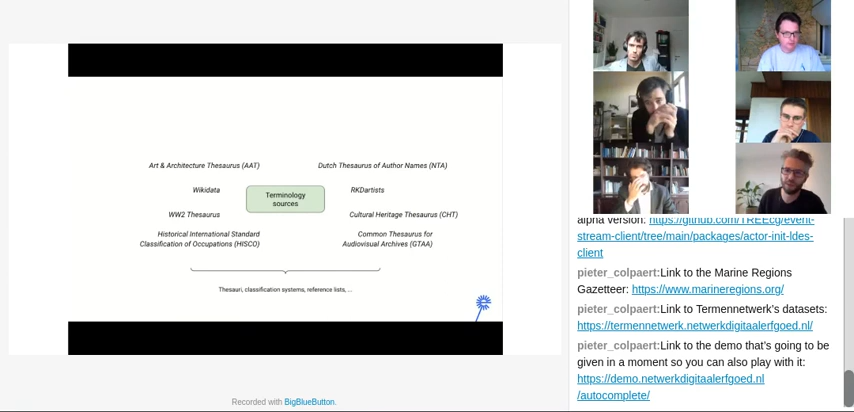 Art & Architecture Thesaurus (AAT)
Dutch Thesaurus of Author Names (NTA)
Wikidata
Terminology
sources
RKDartists
WW2 Thesaurus
Cultural Heritage Thesaurus (CHT)
Historical International Standard
Classification of Occupations (HISCO)
Common Thesaurus for
Audiovisual Archives (GTAA)
Thesauri, classification systems, reference lists, ...
Recorded with BigBlueButton.
alpha version: https://github.com/TREEcg/event-
stream-client/tree/main/packages/actor-init-ldes-
client
pieter_colpaert:Link to the Marine Regions
Gazetteer: https://www.marineregions.org/
pieter_colpaert:Link to Termennetwerk's datasets:
https://termennetwerk.netwerkdigitaalerfgoed.nl/
pieter_colpaert:Link to the demo that's going to be
given in a moment so you can also play with it:
https://demo.netwerkdigitaalerfgoed.nl
/autocomplete/